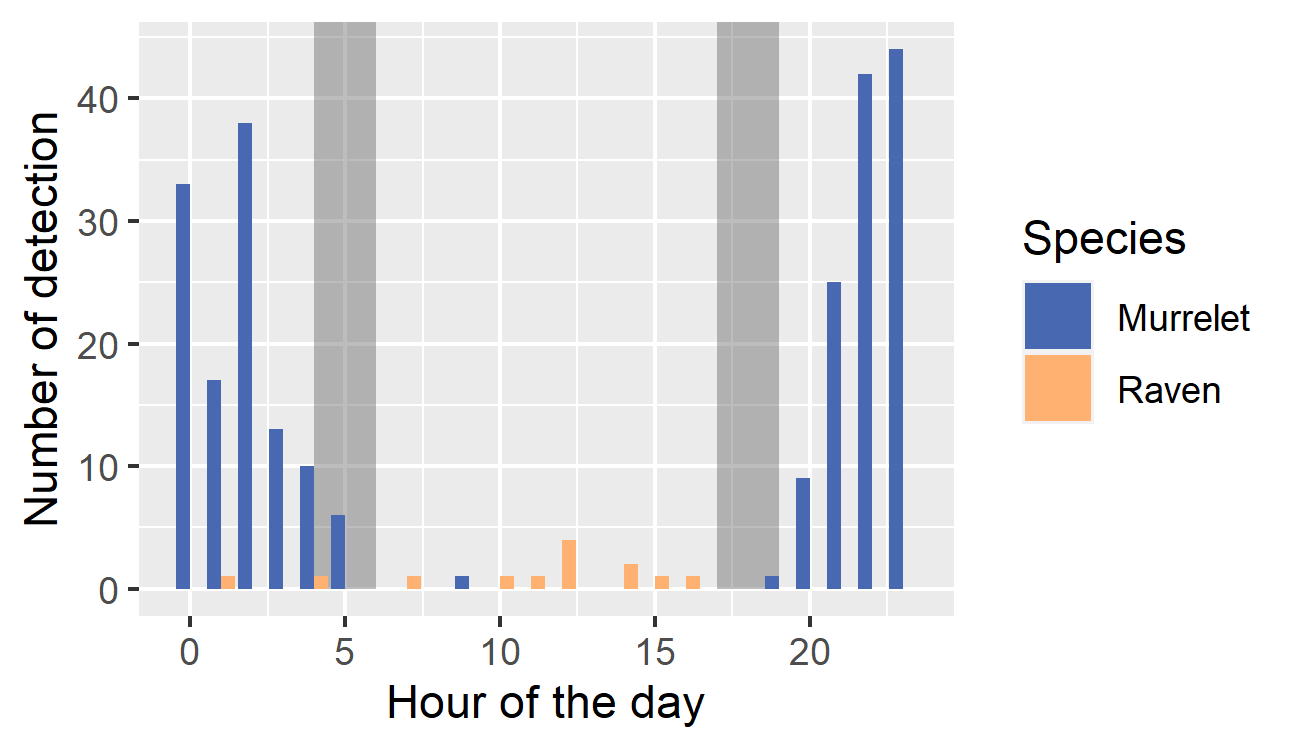 Number of detection
40
30
20
10
0
0 5 10 15 20
Hour of the day
Species
Murrelet
Raven